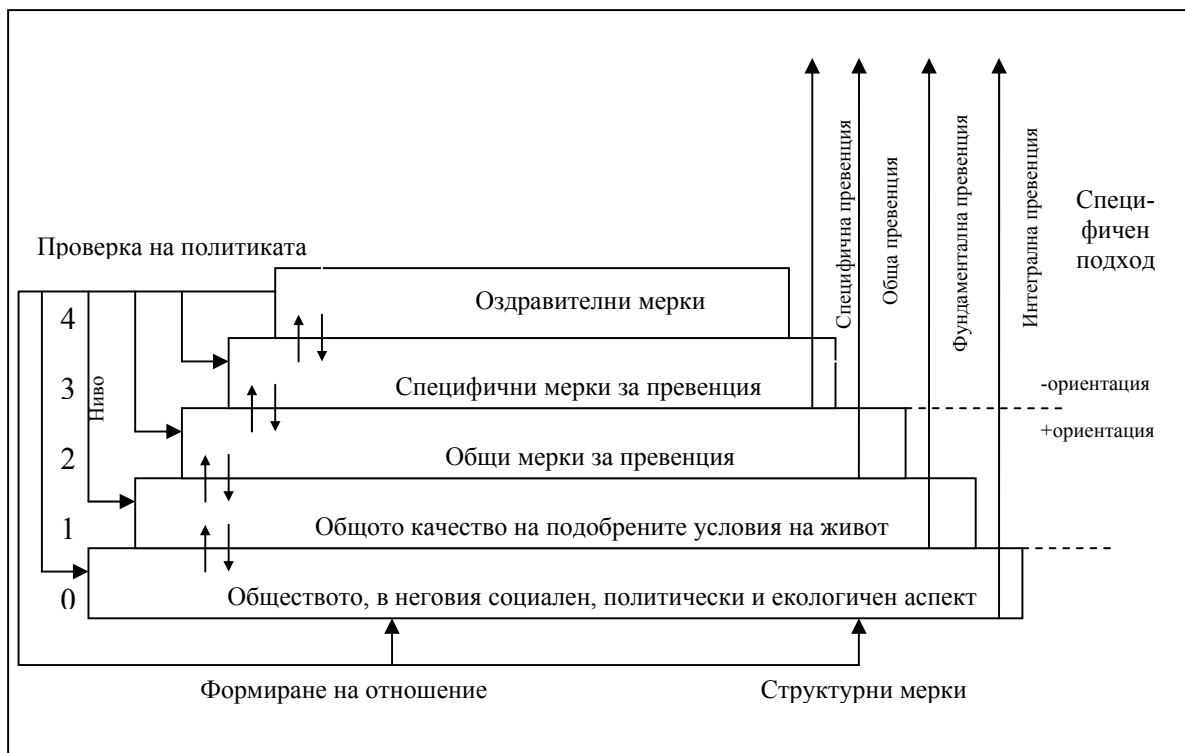 Специфична превенция
Обща превенция
Фундаментална превенция
Интегрална превенция
Специ-
фичен
подход
Проверка на политиката
4
Оздравителни мерки
3
Ниво
Специфични мерки за превенция
-ориентация
+ориентация
2
Общи мерки за превенция
1
Общото качество на подобрените условия на живот
0
Обществото, в неговия социален, политически и екологичен аспект
Формиране на отношение
Структурни мерки